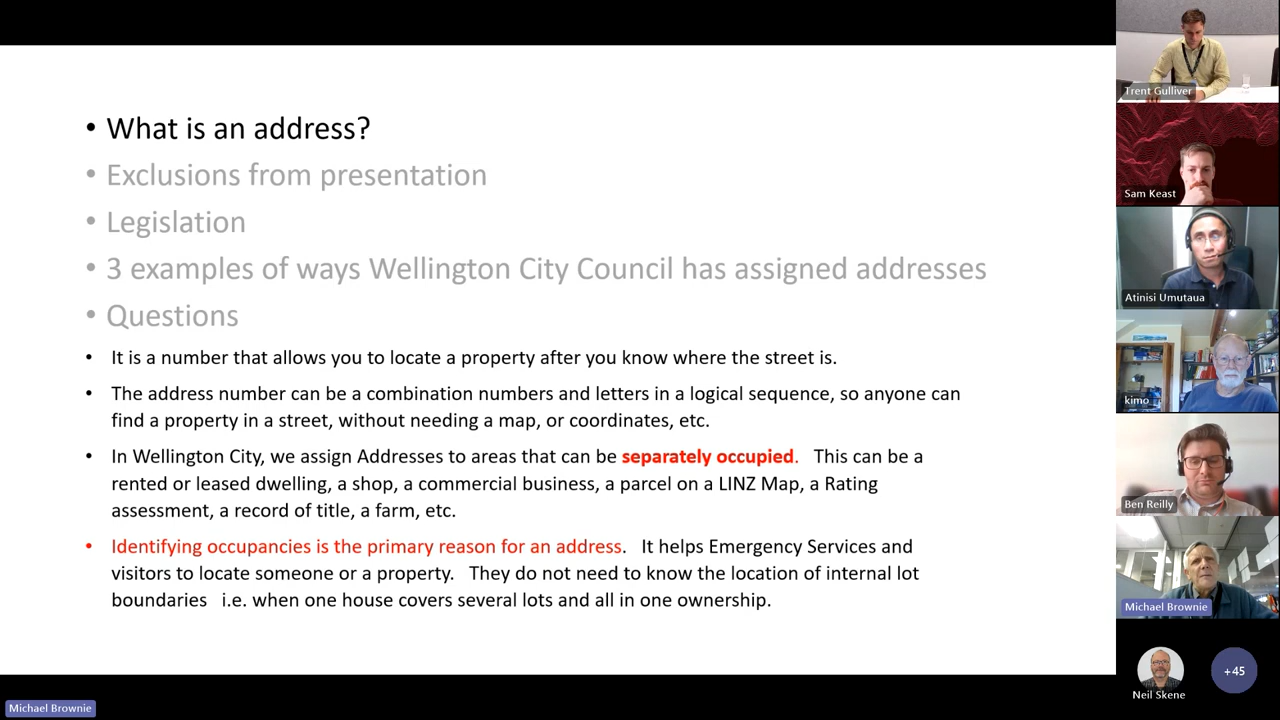 • What is an address?
• Exclusions from presentation
• Legislation
• 3 examples of ways Wellington City Council has assigned addresses
• Questions
• It is a number that allows you to locate a property after you know where the street is.
• The address number can be a combination numbers and letters in a logical sequence, so anyone can
find a property in a street, without needing a map, or coordinates, etc.
• In Wellington City, we assign Addresses to areas that can be separately occupied. This can be a
rented or leased dwelling, a shop, a commercial business, a parcel on a LINZ Map, a Rating
assessment, a record of title, a farm, etc.
• Identifying occupancies is the primary reason for an address. It helps Emergency Services and
visitors to locate someone or a property. They do not need to know the location of internal lot
boundaries i.e. when one house covers several lots and all in one ownership.
Trent Gulliver
Sam Keast
Atinisi Umutaua
kimo
Ben Reilly
Michael Brownie
Neil Skene
+45
Michael Brownie